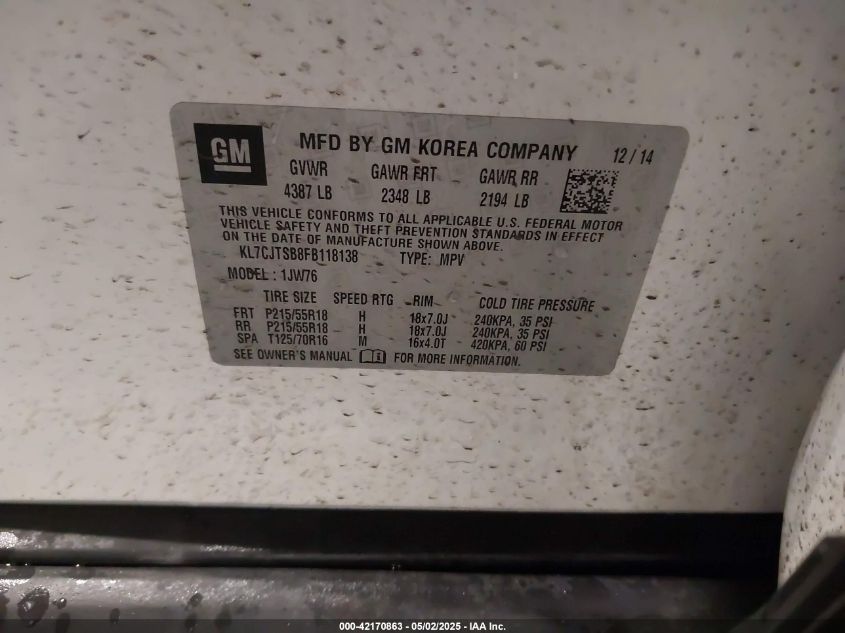 GM
MFD BY GM KOREA COMPANY 12 / 14
GVWR GAWR FRT GAWR RR
4387 LB 2348 LB 2194 LB
THIS VEHICLE CONFORMS TO ALL APPLICABLE U.S. FEDERAL MOTOR
VEHICLE SAFETY AND THEFT PREVENTION STANDARDS IN EFFECT
ON THE DATE OF MANUFACTURE SHOWN ABOVE.
KL7CJTSB8FB118138 TYPE: MPV
MODEL : 1JW76
TIRE SIZE SPEED RTG RIM COLD TIRE PRESSURE
FRT P215/55R18 H 18x7.0J 240KPA, 35 PSI
RR P215/55R18 H 18x7.0J 240KPA, 35 PSI
SPA T125/70R16 M 16x4.0T 420KPA, 60 PSI
SEE OWNER'S MANUAL FOR MORE INFORMATION.
000-42170863 - 05/02/2025 - IAA Inc.